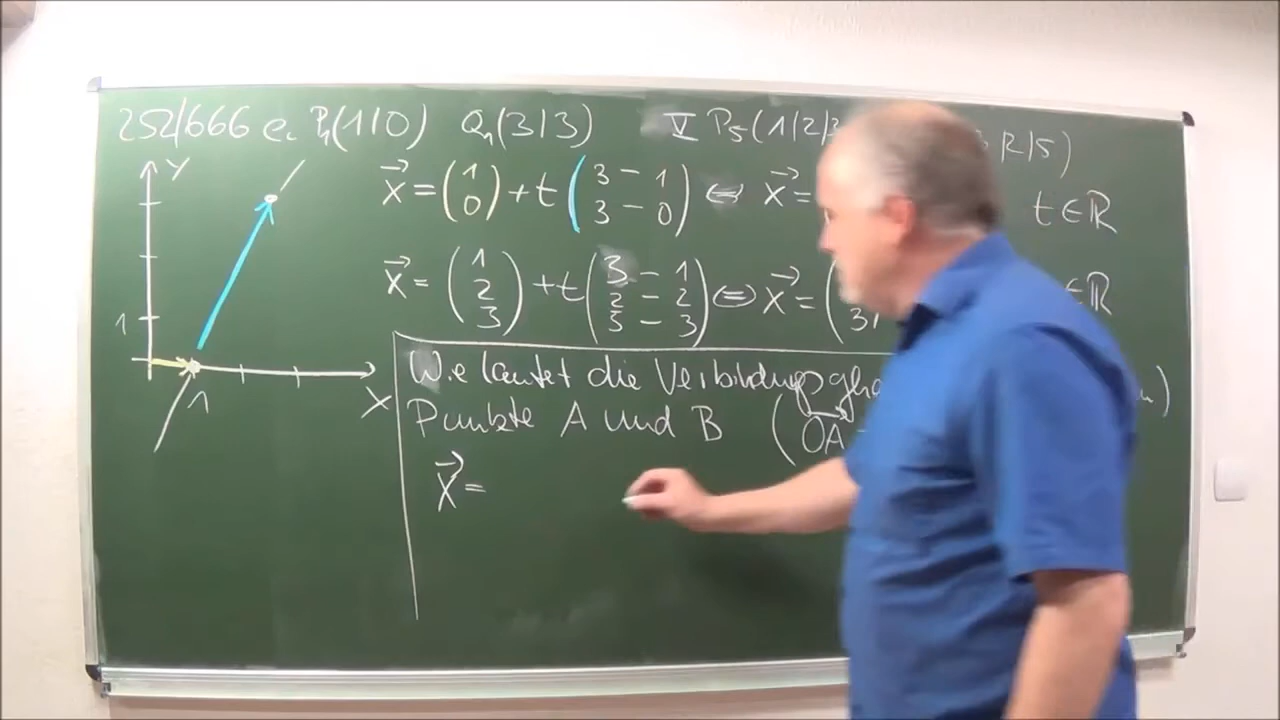 252/666 e. P₁(1|0) Q₁(3|3) V P₅(1|2|3 R|5)
Y
1
1
X
x⃗ = (1 0) + t (3 - 1 3 - 0) ⇔ x⃗ = t ∈ ℝ
x⃗ = (1 2 3) + t (3 - 1 2 - 2 5 - 3) ⇔ x⃗ = ( 3 ∈ ℝ
Wie lautet die
Punkte A und B (OA⃗
x⃗ =